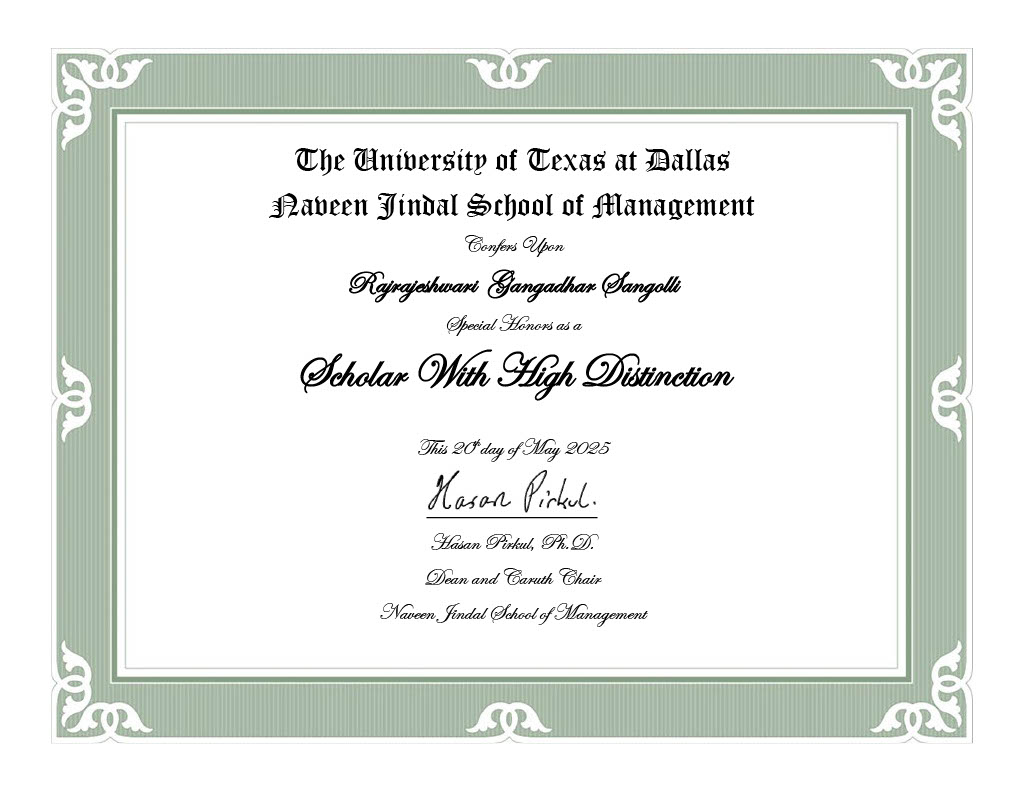 The University of Texas at Dallas
Naveen Jindal School of Management
Confers Upon
Rajrajeshwari Gangadhar Sangolli
Special Honors as a
Scholar With High Distinction
This 20th day of May 2025
Hasan Pirkul.
Hasan Pirkul, Ph.D.
Dean and Caruth Chair
Naveen Jindal School of Management